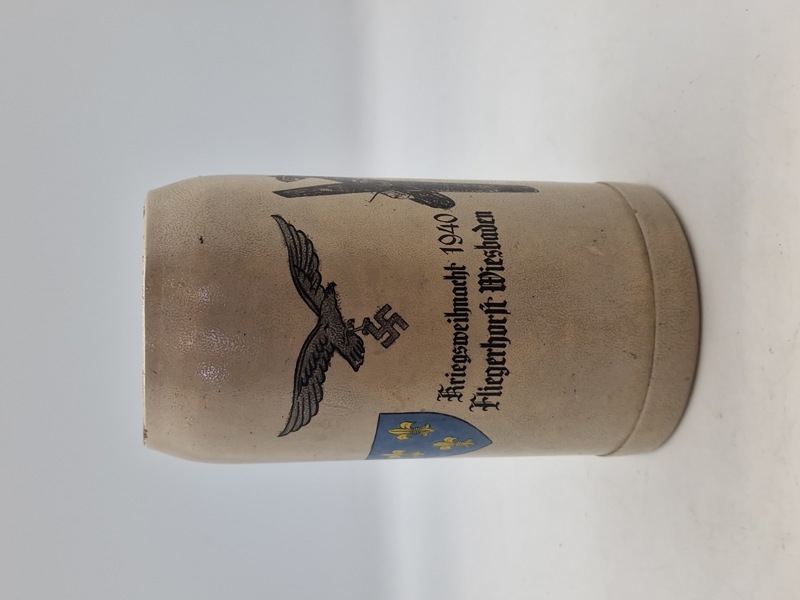 Kriegsweihnacht 1940
Fliegerhorst Wiesbaden